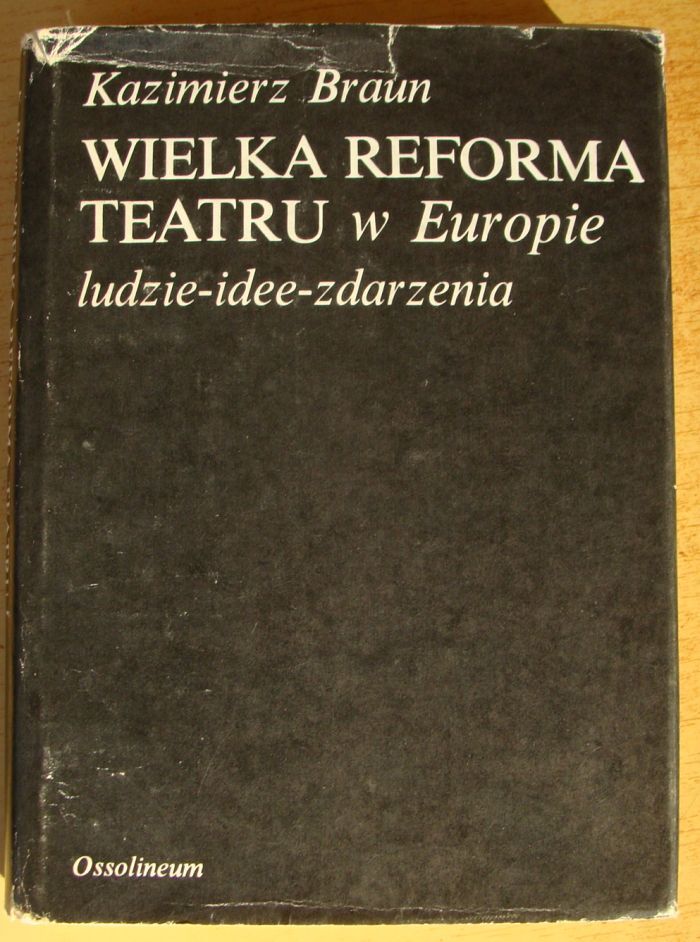 Kazimierz Braun
WIELKA REFORMA
TEATRU w Europie
ludzie-idee-zdarzenia
Ossolineum